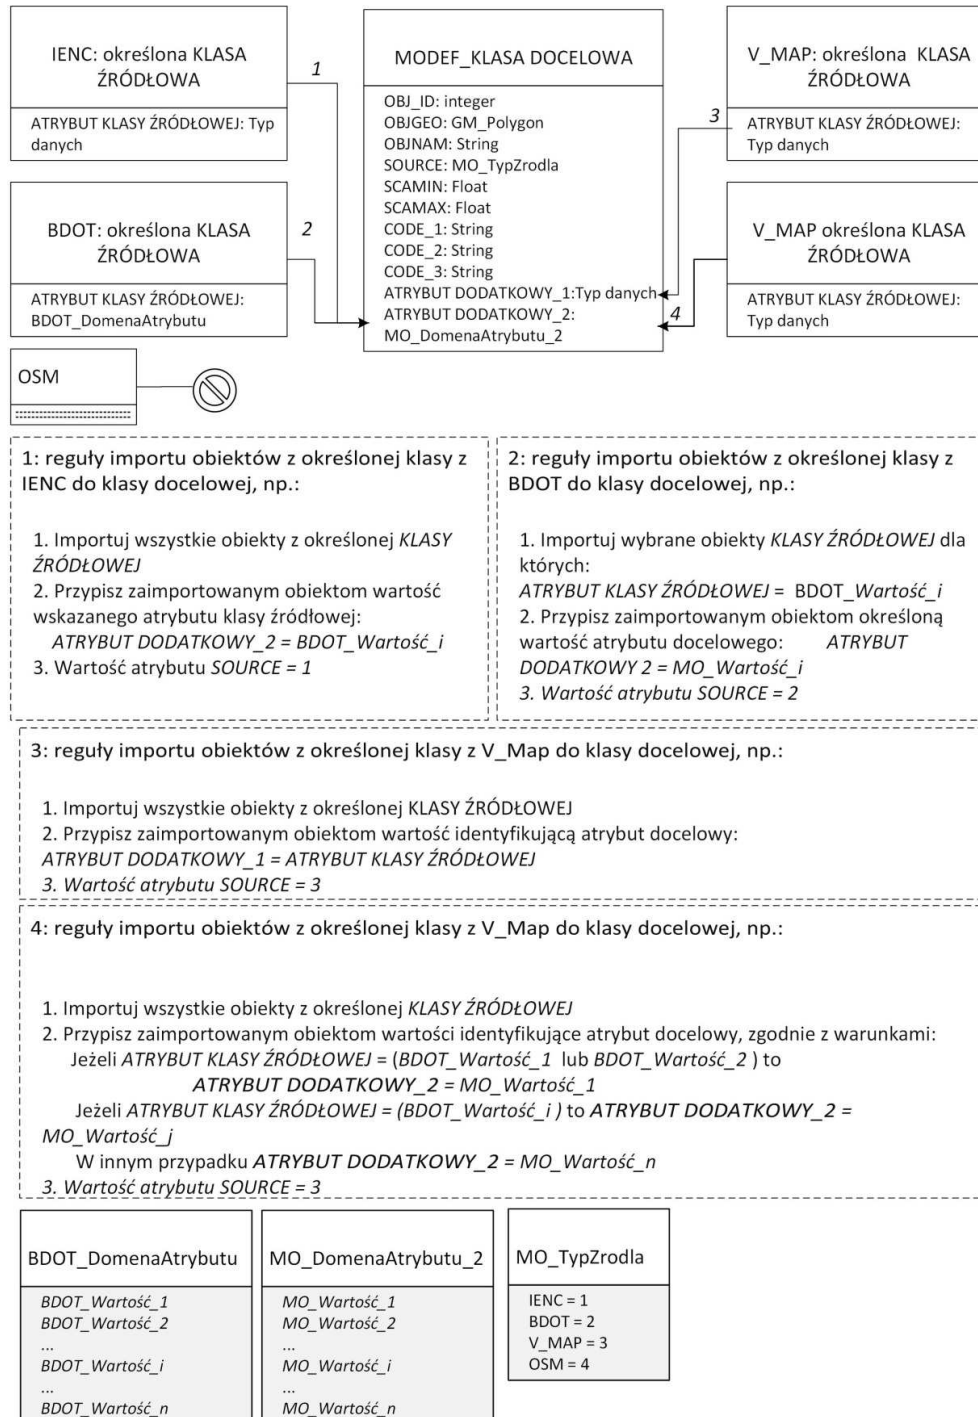 IENC: określona KLASA
ŹRÓDŁOWA
ATRYBUT KLASY ŹRÓDŁOWEJ: Typ
danych
1
BDOT: określona KLASA
ŹRÓDŁOWA
ATRYBUT KLASY ŹRÓDŁOWEJ:
BDOT_DomenaAtrybutu
2
OSM
MODEF_KLASA DOCELOWA
OBJ_ID: integer
OBJGEO: GM_Polygon
OBJNAM: String
SOURCE: MO_TypZrodla
SCAMIN: Float
SCAMAX: Float
CODE_1: String
CODE_2: String
CODE_3: String
ATRYBUT DODATKOWY_1:Typ danych
ATRYBUT DODATKOWY_2:
MO_DomenaAtrybutu_2
V_MAP: określona KLASA
ŹRÓDŁOWA
3
ATRYBUT KLASY ŹRÓDŁOWEJ:
Typ danych
V_MAP określona KLASA
ŹRÓDŁOWA
4
ATRYBUT KLASY ŹRÓDŁOWEJ:
Typ danych
1: reguły importu obiektów z określonej klasy z
IENC do klasy docelowej, np.:
1. Importuj wszystkie obiekty z określonej KLASY
ŹRÓDŁOWEJ
2. Przypisz zaimportowanym obiektom wartość
wskazanego atrybutu klasy źródłowej:
ATRYBUT DODATKOWY_2 = BDOT_Wartość_i
3. Wartość atrybutu SOURCE = 1
2: reguły importu obiektów z określonej klasy z
BDOT do klasy docelowej, np.:
1. Importuj wybrane obiekty KLASY ŹRÓDŁOWEJ dla
których:
ATRYBUT KLASY ŹRÓDŁOWEJ = BDOT_Wartość_i
2. Przypisz zaimportowanym obiektom określoną
wartość atrybutu docelowego: ATRYBUT
DODATKOWY 2 = MO_Wartość_i
3. Wartość atrybutu SOURCE = 2
3: reguły importu obiektów z określonej klasy z V_Map do klasy docelowej, np.:
1. Importuj wszystkie obiekty z określonej KLASY ŹRÓDŁOWEJ
2. Przypisz zaimportowanym obiektom wartość identyfikującą atrybut docelowy:
ATRYBUT DODATKOWY_1 = ATRYBUT KLASY ŹRÓDŁOWEJ
3. Wartość atrybutu SOURCE = 3
4: reguły importu obiektów z określonej klasy z V_Map do klasy docelowej, np.:
1. Importuj wszystkie obiekty z określonej KLASY ŹRÓDŁOWEJ
2. Przypisz zaimportowanym obiektom wartości identyfikujące atrybut docelowy, zgodnie z warunkami:
Jeżeli ATRYBUT KLASY ŹRÓDŁOWEJ = (BDOT_Wartość_1 lub BDOT_Wartość_2 ) to
ATRYBUT DODATKOWY_2 = MO_Wartość_1
Jeżeli ATRYBUT KLASY ŹRÓDŁOWEJ = (BDOT_Wartość_i ) to ATRYBUT DODATKOWY_2 =
MO_Wartość_j
W innym przypadku ATRYBUT DODATKOWY_2 = MO_Wartość_n
3. Wartość atrybutu SOURCE = 3
BDOT_DomenaAtrybutu
BDOT_Wartość_1
BDOT_Wartość_2
...
BDOT_Wartość_i
...
BDOT_Wartość_n
MO_DomenaAtrybutu_2
MO_Wartość_1
MO_Wartość_2
...
MO_Wartość_i
...
MO_Wartość_n
MO_TypZrodla
IENC = 1
BDOT = 2
V_MAP = 3
OSM = 4